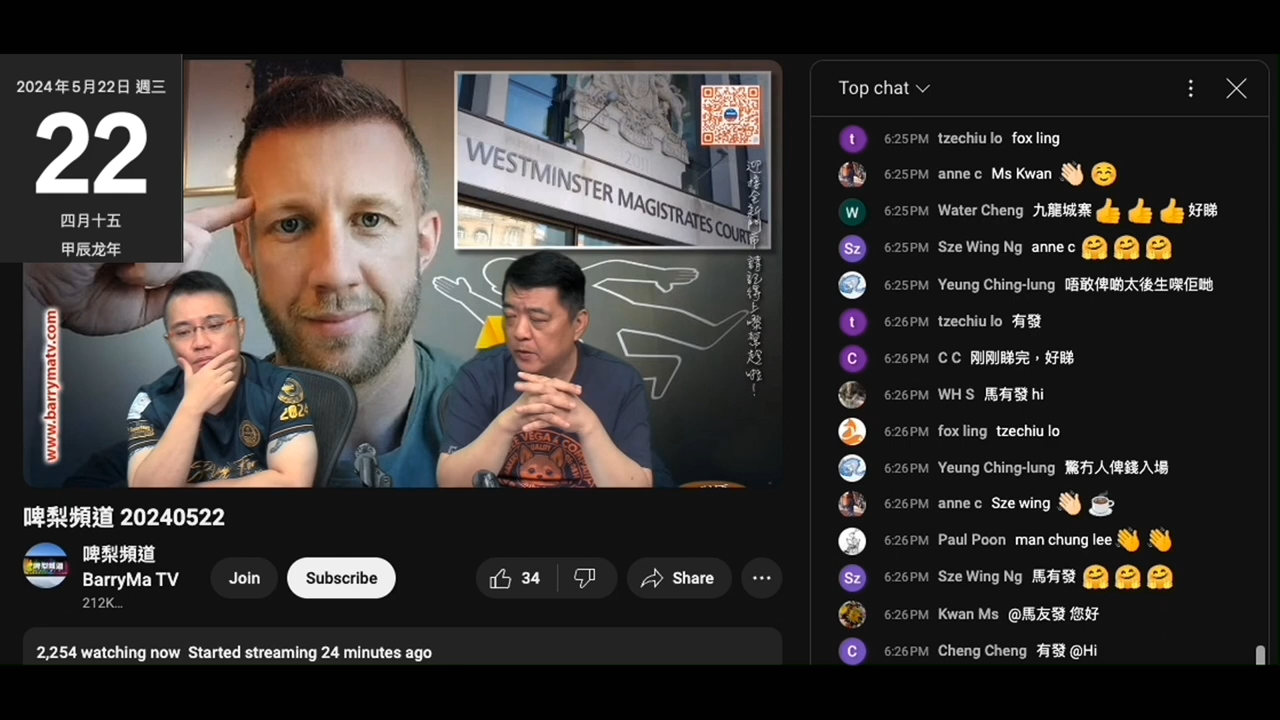 2024年5月22日 週三
22
四月十五
甲辰龙年
WESTMINSTER MAGISTRATES COURT
2011
www.barrymatv.com
2024
VEGA & COMPA
啤梨頻道 20240522
啤梨頻道
BarryMa TV
212K...
Join
Subscribe
34
Share
2,254 watching now Started streaming 24 minutes ago
Top chat
6:25PM tzechiu lo fox ling
6:25PM anne c Ms Kwan 👋🏻 ☺️
6:25PM Water Cheng 九龍城寨👍👍👍好睇
6:25PM Sze Wing Ng anne c 🤗🤗🤗
6:25PM Yeung Ching-lung 唔敢俾啲太後生㗎佢哋
6:26PM tzechiu lo 有發
6:26PM C C 刚刚睇完，好睇
6:26PM WH S 馬有發 hi
6:26PM fox ling tzechiu lo
6:26PM Yeung Ching-lung 驚冇人俾錢入場
6:26PM anne c Sze wing 👋🏻 ☕
6:26PM Paul Poon man chung lee👋 👋
6:26PM Sze Wing Ng 馬有發 🤗🤗🤗
6:26PM Kwan Ms @馬友發 您好
6:26PM Cheng Cheng 有發 @Hi